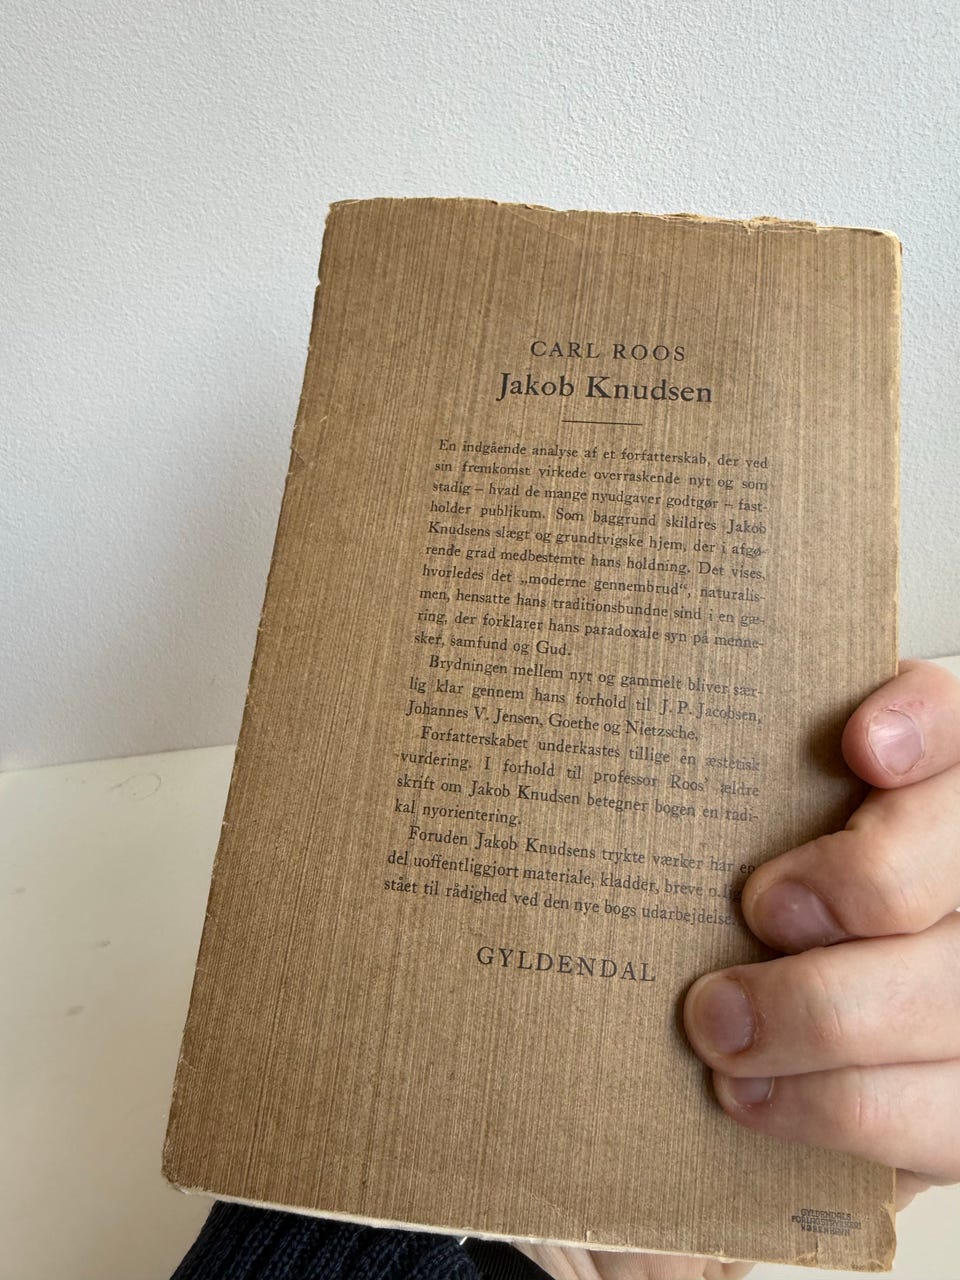 CARL ROOS
Jakob Knudsen
En indgående analyse af et forfatterskab, der ved
sin fremkomst virkede overraskende nyt og som
stadig – hvad de mange nyudgaver godtgør – fast-
holder publikum. Som baggrund skildres Jakob
Knudsens slægt og grundtvigske hjem, der i afgø-
rende grad medbestemte hans holdning. Det vises,
hvorledes det „moderne gennembrud“, naturalis-
men, hensatte hans traditionsbundne sind i en gæ-
ring, der forklarer hans paradoxale syn på menne-
sker, samfund og Gud.
Brydningen mellem nyt og gammelt bliver sær-
lig klar gennem hans forhold til J. P. Jacobsen,
Johannes V. Jensen, Goethe og Nietzsche.
Forfatterskabet underkastes tillige en æstetisk
vurdering. I forhold til professor Roos’ ældre
skrift om Jakob Knudsen betegner bogen en radi-
kal nyorientering.
Foruden Jakob Knudsens trykte værker har en
del uoffentliggjort materiale, kladder, breve o.lig
stået til rådighed ved den nye bogs udarbejdelse.
GYLDENDAL
GYLDENDALS
FORLAGSTRYKKERI
KØBENHAVN